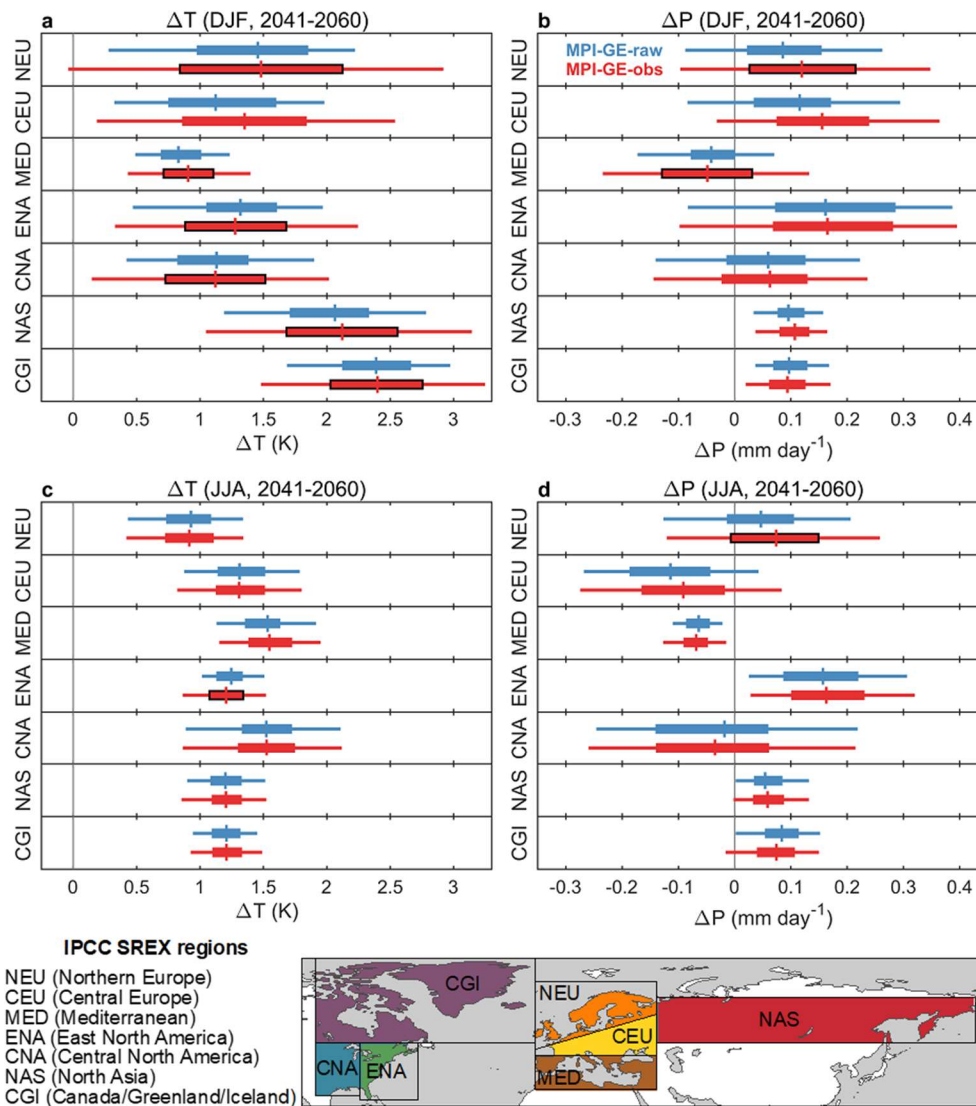 a ΔT (DJF, 2041-2060)
NEU
CEU
MED
ENA
CNA
NAS
CGI
0 0.5 1 1.5 2 2.5 3
ΔT (K)
b ΔP (DJF, 2041-2060)
MPI-GE-raw
MPI-GE-obs
NEU
CEU
MED
ENA
CNA
NAS
CGI
-0.3 -0.2 -0.1 0 0.1 0.2 0.3 0.4
ΔP (mm day-1)
c ΔT (JJA, 2041-2060)
NEU
CEU
MED
ENA
CNA
NAS
CGI
0 0.5 1 1.5 2 2.5 3
ΔT (K)
d ΔP (JJA, 2041-2060)
NEU
CEU
MED
ENA
CNA
NAS
CGI
-0.3 -0.2 -0.1 0 0.1 0.2 0.3 0.4
ΔP (mm day-1)
IPCC SREX regions
NEU (Northern Europe)
CEU (Central Europe)
MED (Mediterranean)
ENA (East North America)
CNA (Central North America)
NAS (North Asia)
CGI (Canada/Greenland/Iceland)
CGI
NEU
CEU
NAS
CNA
ENA
MED